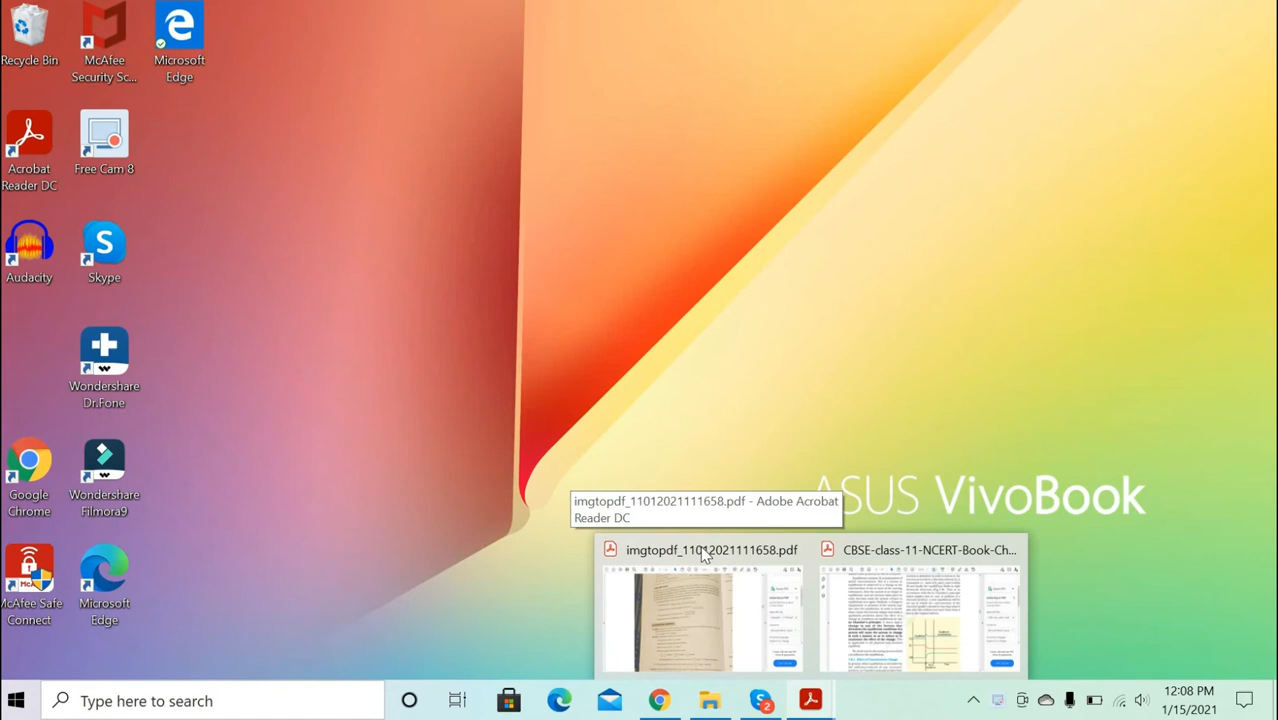 Recycle Bin
McAfee
Security Sc...
Microsoft
Edge
Acrobat
Reader DC
Free Cam 8
Audacity
Skype
Wondershare
Dr.Fone
Google
Chrome
Wondershare
Filmora9
McAfee Safe
Connect
Microsoft
Edge
ASUS VivoBook
imgtopdf_11012021111658.pdf - Adobe Acrobat
Reader DC
imgtopdf_11012021111658.pdf
CBSE-class-11-NCERT-Book-Ch...
Type here to search
2
12:08 PM
1/15/2021